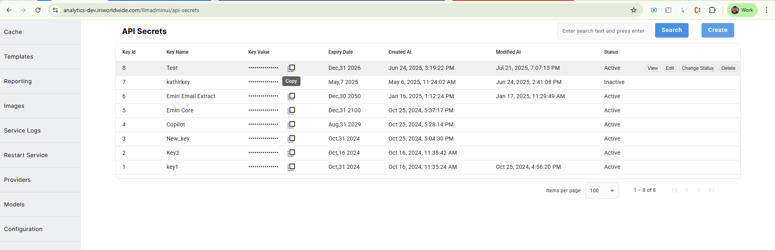 analytics-dev.iriworldwide.com/llmadminui/api-secrets
Work
Cache
Templates
Reporting
Images
Service Logs
Restart Service
Providers
Models
Configuration
API Secrets
Enter search text and press enter
Search
Create
Key Id Key Name Key Value Expiry Date Created At Modified At Status
8 Test •••••••••••••• Dec,31 2026 Jun 24, 2025, 3:19:22 PM Jul 21, 2025, 7:07:13 PM Active View Edit Change Status Delete
Copy
7 kathirkey •••••••••••••• May,7 2025 May 6, 2025, 11:24:02 AM Jun 24, 2025, 2:41:08 PM Inactive
6 Emiri Email Extract •••••••••••••• Dec,30 2050 Jan 16, 2025, 1:12:24 PM Jan 17, 2025, 11:29:49 AM Active
5 Emiri Core •••••••••••••• Dec,31 2100 Oct 25, 2024, 5:37:17 PM Active
4 Copilot •••••••••••••• Aug,31 2029 Oct 25, 2024, 5:28:14 PM Active
3 New_key •••••••••••••• Oct,31 2024 Oct 25, 2024, 5:04:30 PM Active
2 Key2 •••••••••••••• Oct,16 2024 Oct 16, 2024, 11:35:42 AM Active
1 key1 •••••••••••••• Oct,31 2024 Oct 16, 2024, 11:35:24 AM Oct 25, 2024, 4:56:20 PM Active
Items per page: 100 1 – 8 of 8